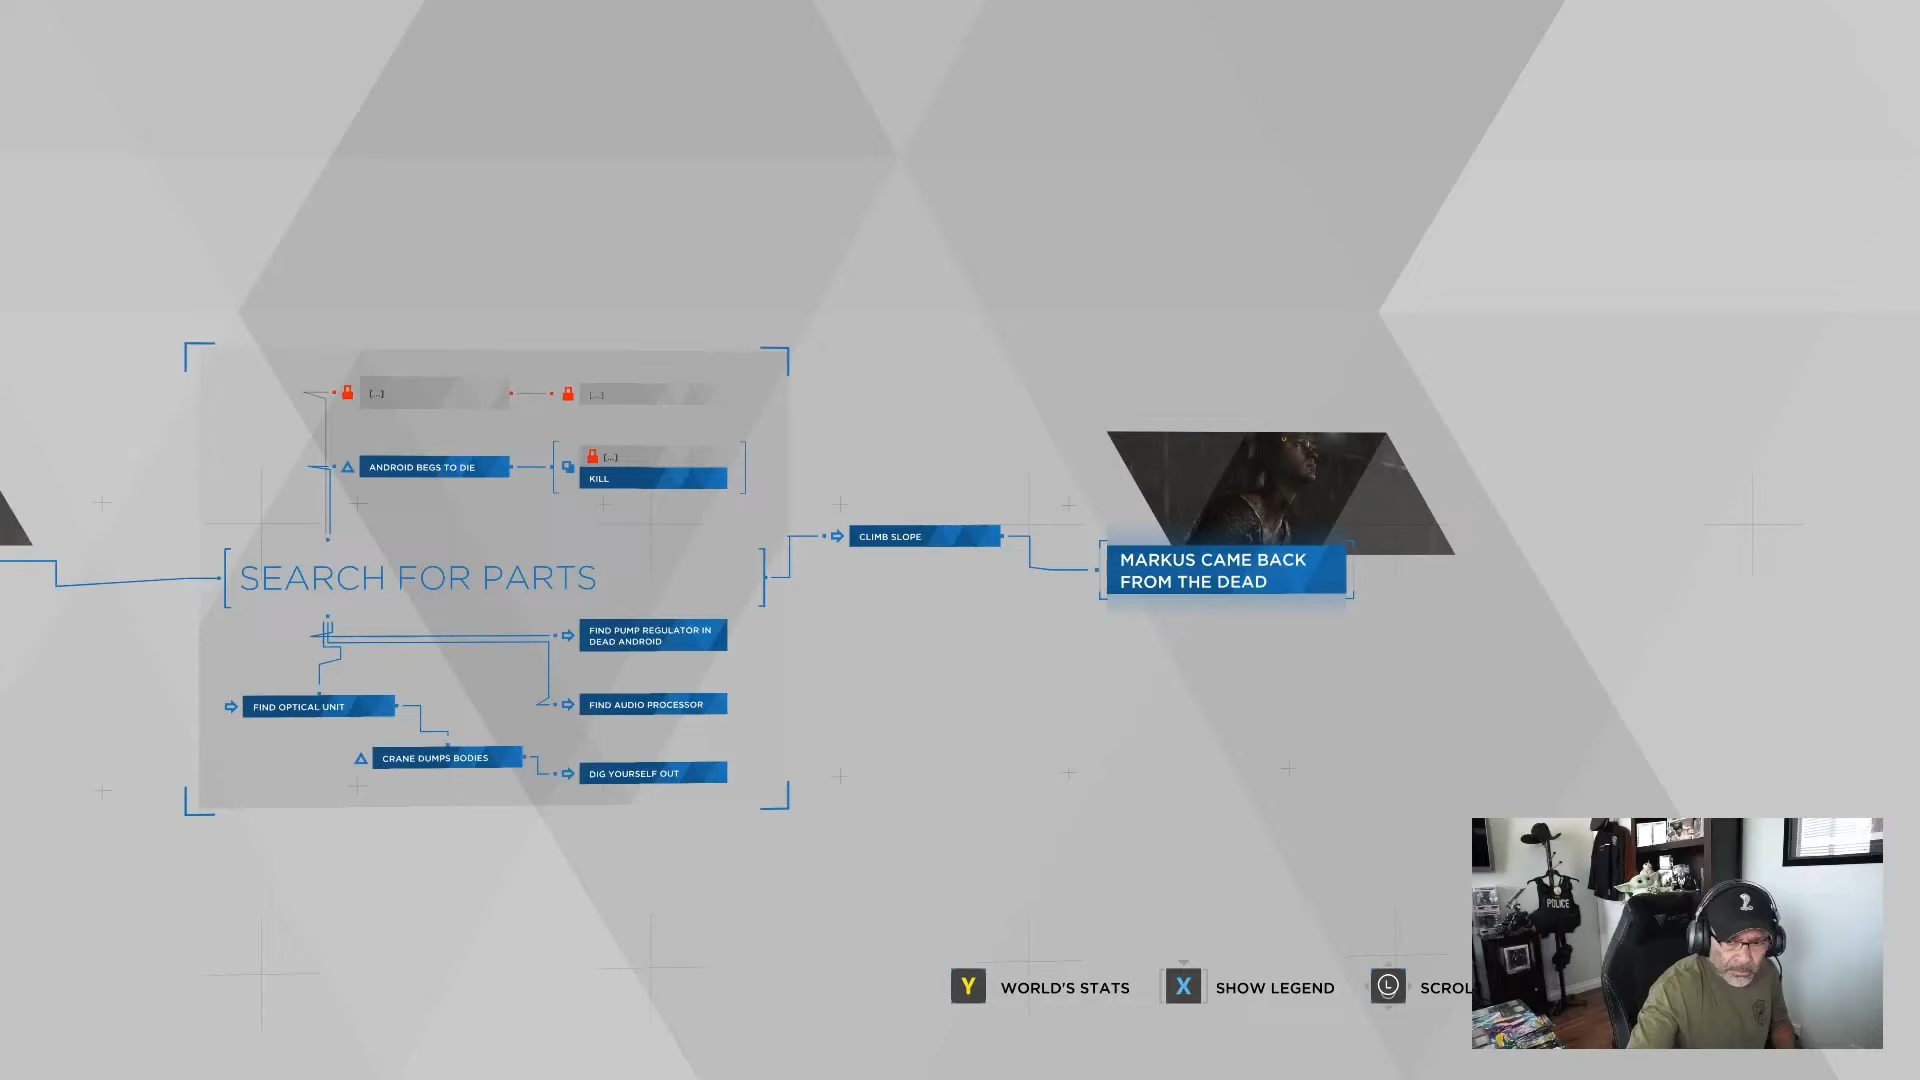 [...]
[...]
ANDROID BEGS TO DIE
[...]
KILL
CLIMB SLOPE
MARKUS CAME BACK
FROM THE DEAD
SEARCH FOR PARTS
FIND PUMP REGULATOR IN
DEAD ANDROID
FIND OPTICAL UNIT
FIND AUDIO PROCESSOR
CRANE DUMPS BODIES
DIG YOURSELF OUT
Y WORLD'S STATS
X SHOW LEGEND
L SCROL
POLICE